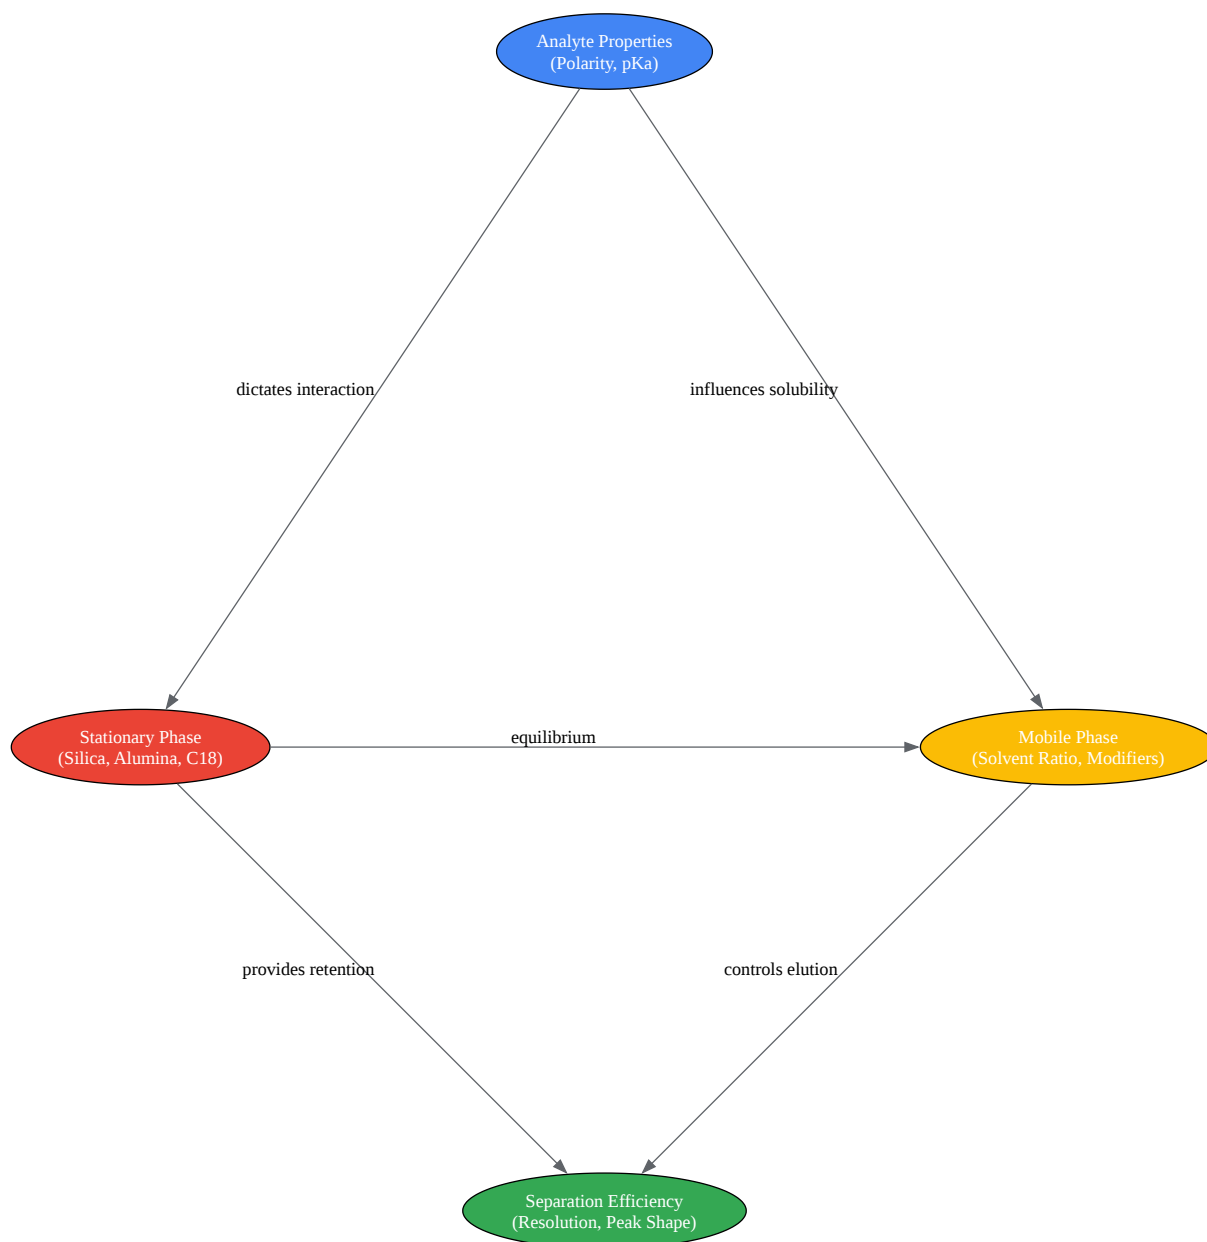 Analyte Properties
(Polarity, pKa)
dictates interaction
influences solubility
Stationary Phase
(Silica, Alumina, C18)
equilibrium
Mobile Phase
(Solvent Ratio, Modifiers)
provides retention
controls elution
Separation Efficiency
(Resolution, Peak Shape)